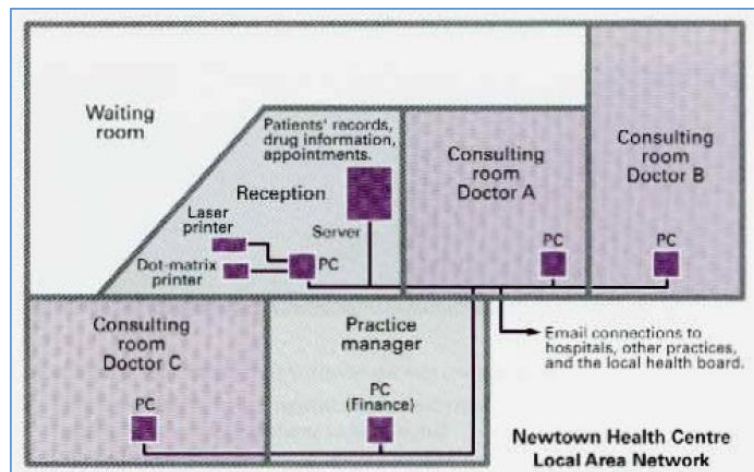 Waiting
room
Patients' records,
drug information,
appointments.
Reception
Laser
printer
Server
Dot-matrix
printer
PC
Consulting
room
Doctor A
PC
Consulting
room
Doctor B
PC
Email connections to
hospitals, other practices,
and the local health board.
Consulting
room
Doctor C
PC
Practice
manager
PC
(Finance)
Newtown Health Centre
Local Area Network